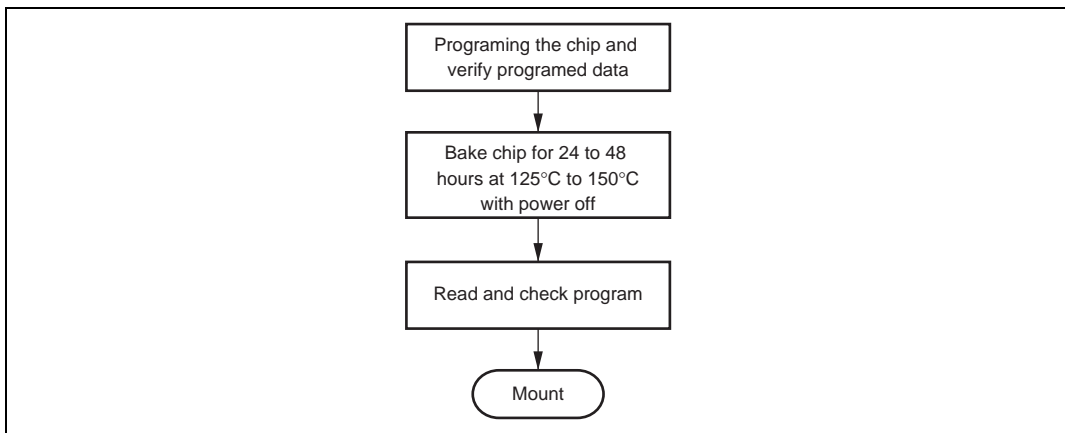 Programing the chip and
verify programed data
Bake chip for 24 to 48
hours at 125°C to 150°C
with power off
Read and check program
Mount